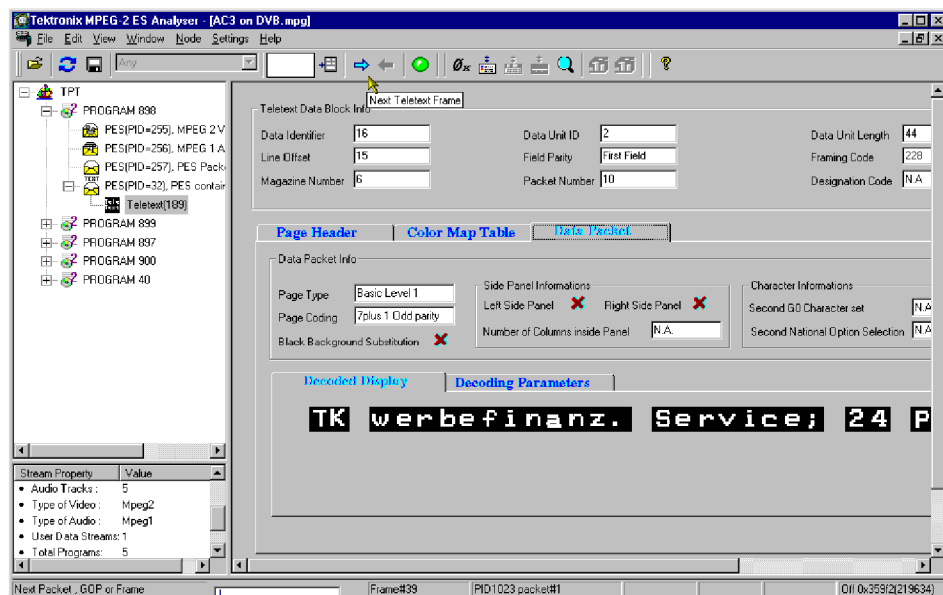 Tektronix MPEG-2 ES Analyser - [AC3 on DVB.mpg]
File Edit View Window Node Settings Help
Any
Next Teletext Frame
TPT
PROGRAM 898
PES(PID=255), MPEG 2 V
PES(PID=256), MPEG 1 A
PES(PID=257), PES Pack
TEXT
PES(PID=32), PES contair
Teletext(189)
PROGRAM 899
PROGRAM 897
PROGRAM 900
PROGRAM 40
Teletext Data Block Info
Data Identifier 16 Data Unit ID 2 Data Unit Length 44
Line Offset 15 Field Parity First Field Framing Code 228
Magazine Number 6 Packet Number 10 Designation Code N.A
Page Header Color Map Table Data Packet
Data Packet Info
Page Type Basic Level 1
Page Coding 7plus 1 Odd parity
Black Background Substitution
Side Panel Informations
Left Side Panel Right Side Panel
Number of Columns inside Panel N.A.
Character Informations
Second G0 Character set N.A
Second National Option Selection N.A
Decoded Display Decoding Parameters
TK werbefinanz. Service; 24 P
Stream Property Value
Audio Tracks : 5
Type of Video : Mpeg2
Type of Audio : Mpeg1
User Data Streams: 1
Total Programs: 5
Next Packet , GOP or Frame Frame#39 PID1023 packet#1 Off 0x359f2(219634)